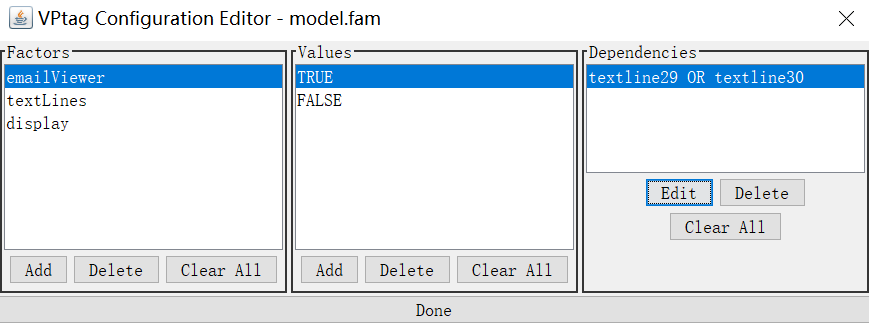 VPtag Configuration Editor - model.fam
Factors
emailViewer
textLines
display
Add Delete Clear All
Values
TRUE
FALSE
Add Delete Clear All
Dependencies
textline29 OR textline30
Edit Delete
Clear All
Done